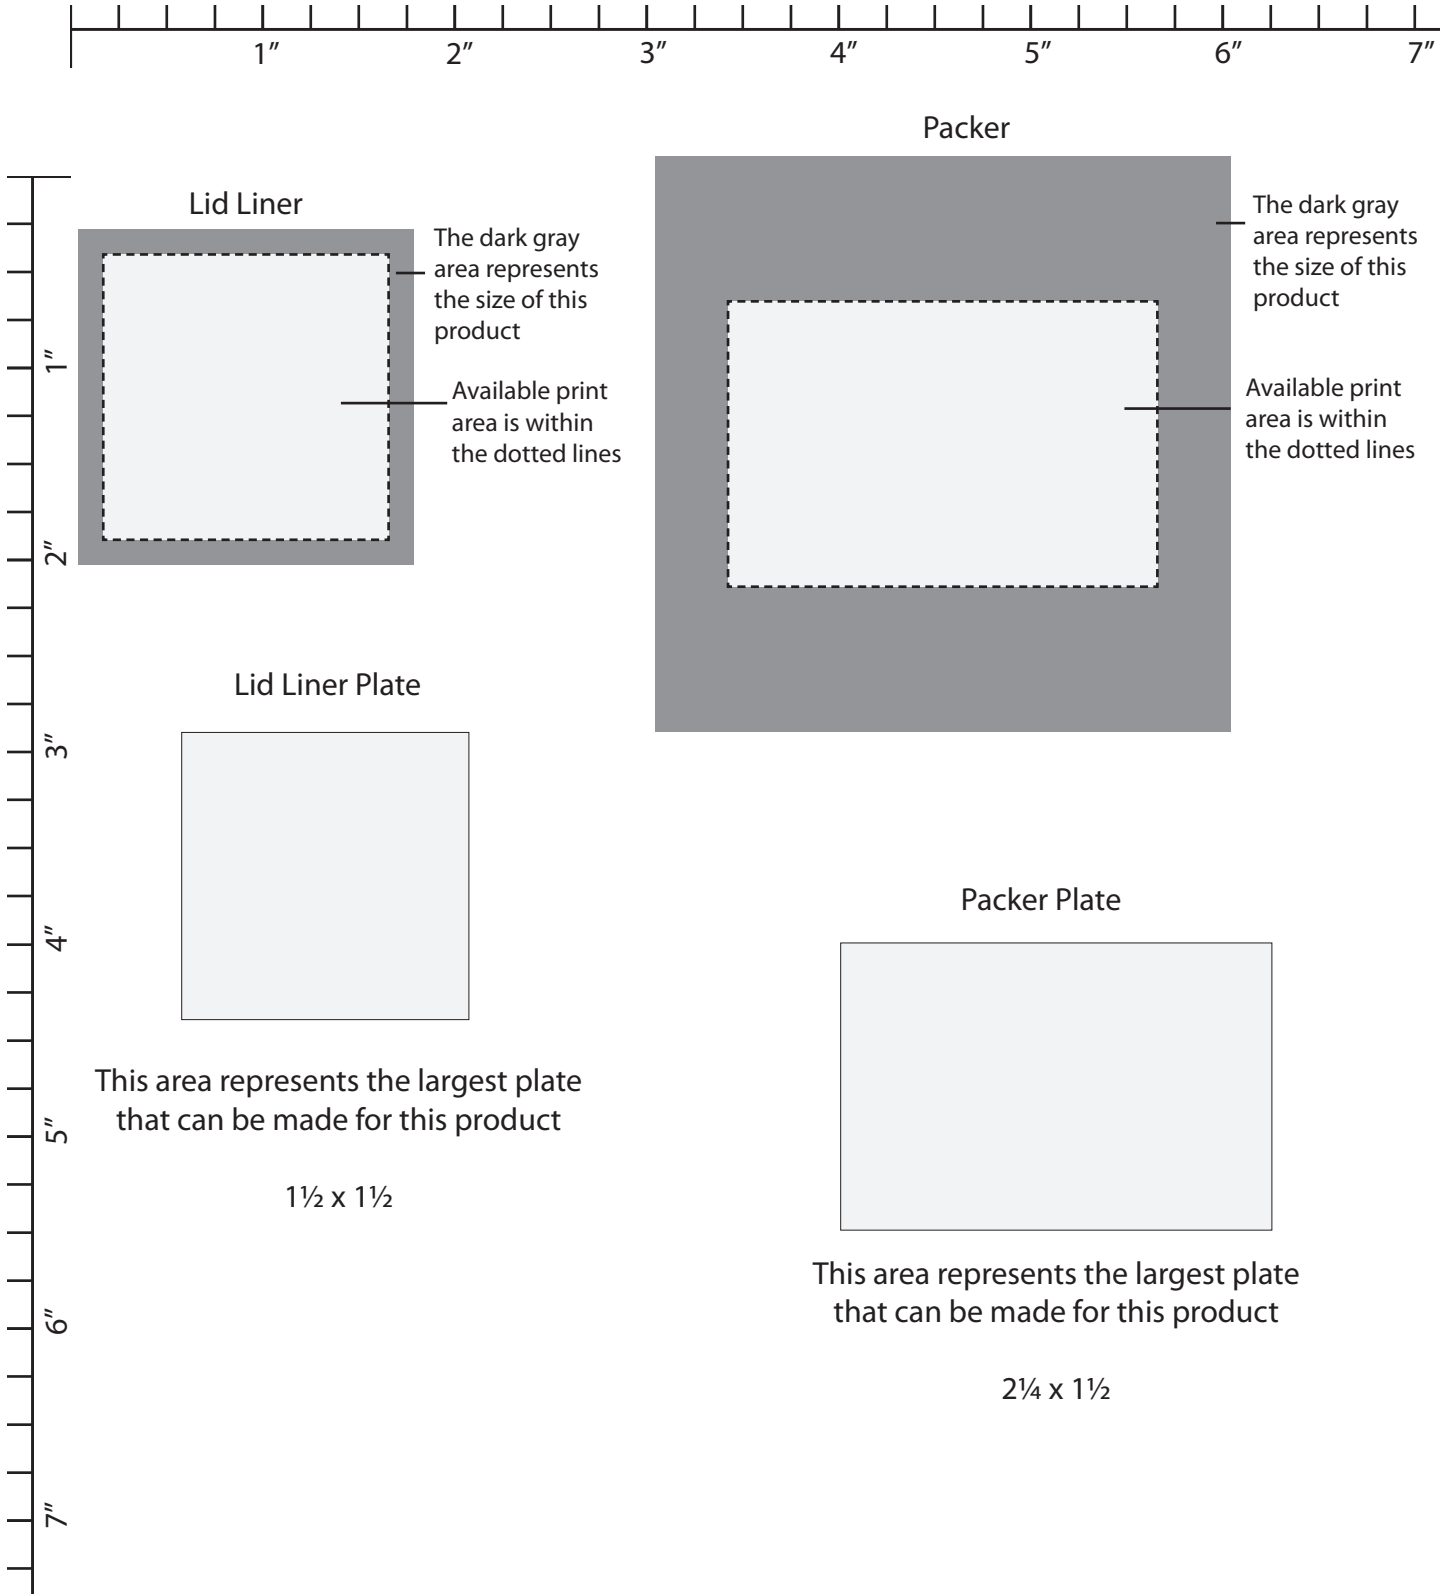 1″
2″
3″
4″
5″
6″
7″
1″
2″
3″
4″
5″
6″
7″
Lid Liner
The dark gray
area represents
the size of this
product
Available print
area is within
the dotted lines
Packer
The dark gray
area represents
the size of this
product
Available print
area is within
the dotted lines
Lid Liner Plate
This area represents the largest plate
that can be made for this product
1½ x 1½
Packer Plate
This area represents the largest plate
that can be made for this product
2¼ x 1½